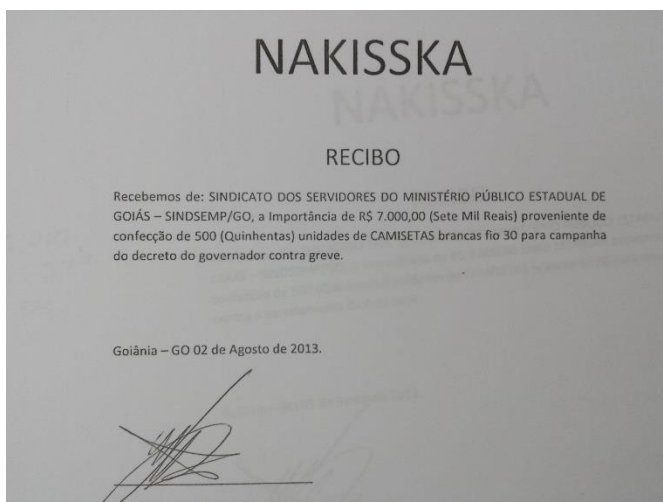 NAKISSKA
RECIBO
Recebemos de: SINDICATO DOS SERVIDORES DO MINISTÉRIO PÚBLICO ESTADUAL DE
GOIÁS – SINDSEMP/GO, a Importância de R$ 7.000,00 (Sete Mil Reais) proveniente de
confecção de 500 (Quinhentas) unidades de CAMISETAS brancas fio 30 para campanha
do decreto do governador contra greve.
Goiânia – GO 02 de Agosto de 2013.